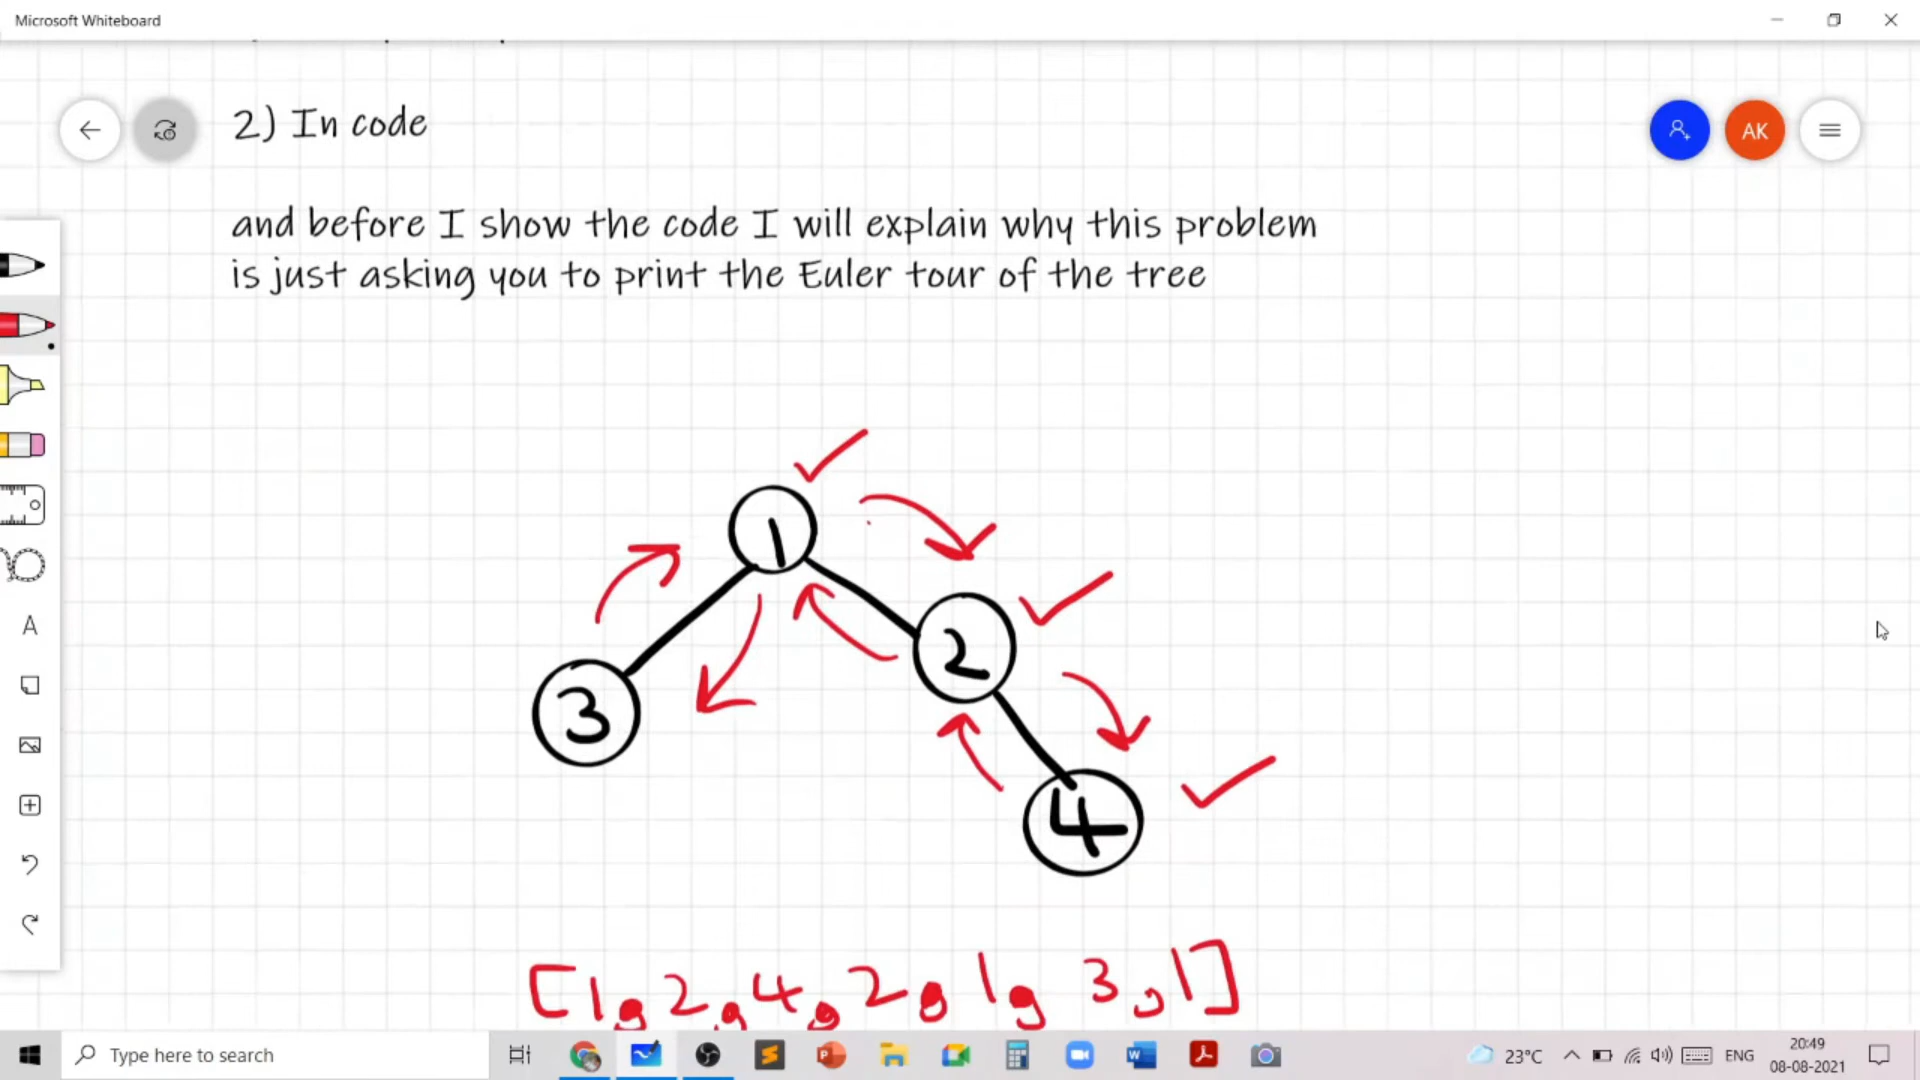 Microsoft Whiteboard
2) In code
AK
and before I show the code I will explain why this problem
is just asking you to print the Euler tour of the tree
1
2
3
4
[1, 2, 4, 2, 1, 3, 1]
Type here to search
23°C
ENG
20:49
08-08-2021